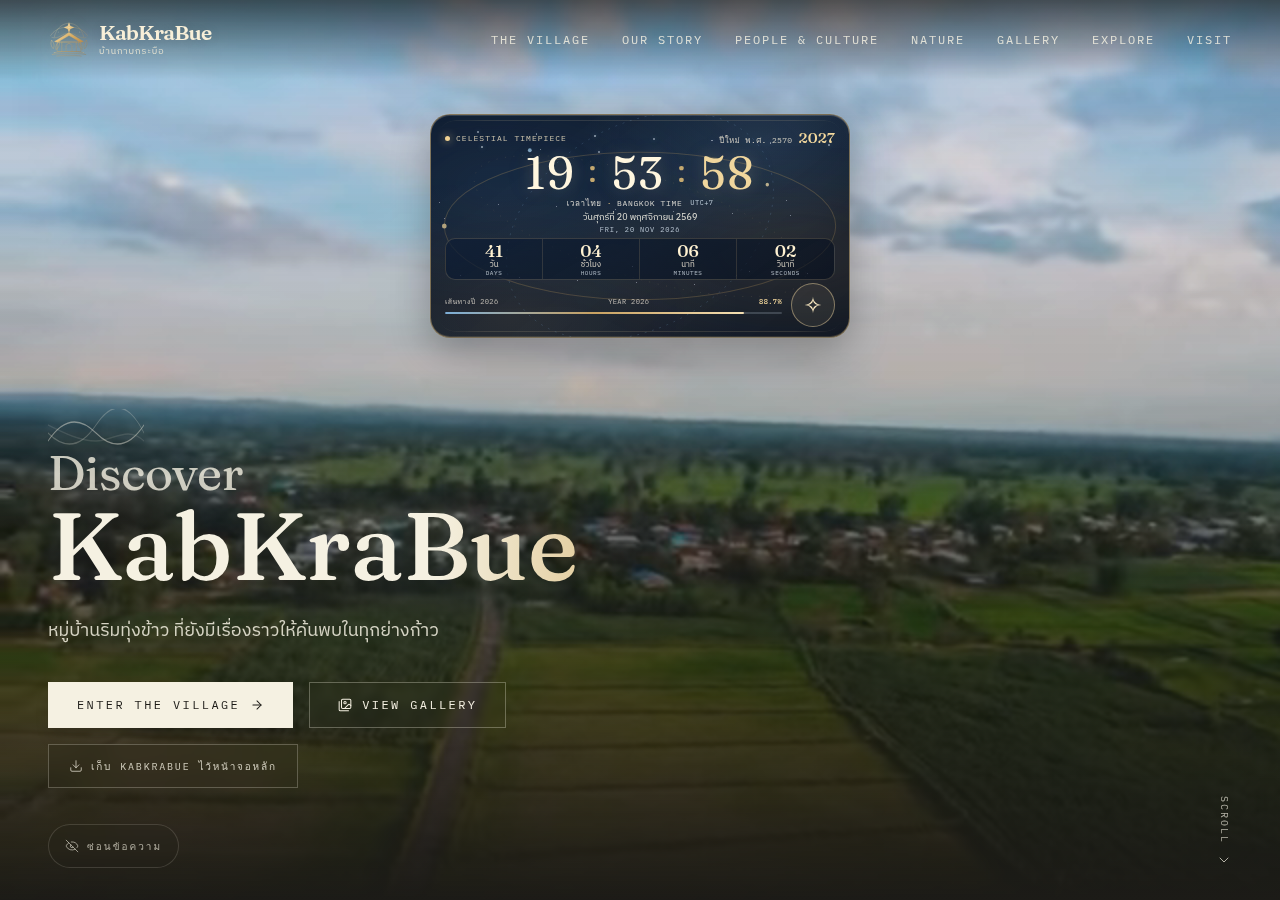 KabKraBue
บ้านกาบกระบือ
THE VILLAGE OUR STORY PEOPLE & CULTURE NATURE GALLERY EXPLORE VISIT
CELESTIAL TIMEPIECE
· ปีใหม่ พ.ศ. 2570 2027
19 : 53 : 58
เวลาไทย · BANGKOK TIME UTC+7
วันศุกร์ที่ 20 พฤศจิกายน 2569
FRI, 20 NOV 2026
41 04 06 02
วัน ชั่วโมง นาที วินาที
DAYS HOURS MINUTES SECONDS
เส้นทางปี 2026 YEAR 2026 88.7%
Discover
KabKraBue
หมู่บ้านริมทุ่งข้าว ที่ยังมีเรื่องราวให้ค้นพบในทุกย่างก้าว
ENTER THE VILLAGE
VIEW GALLERY
เก็บ KABKRABUE ไว้หน้าจอหลัก
ซ่อนข้อความ
SCROLL